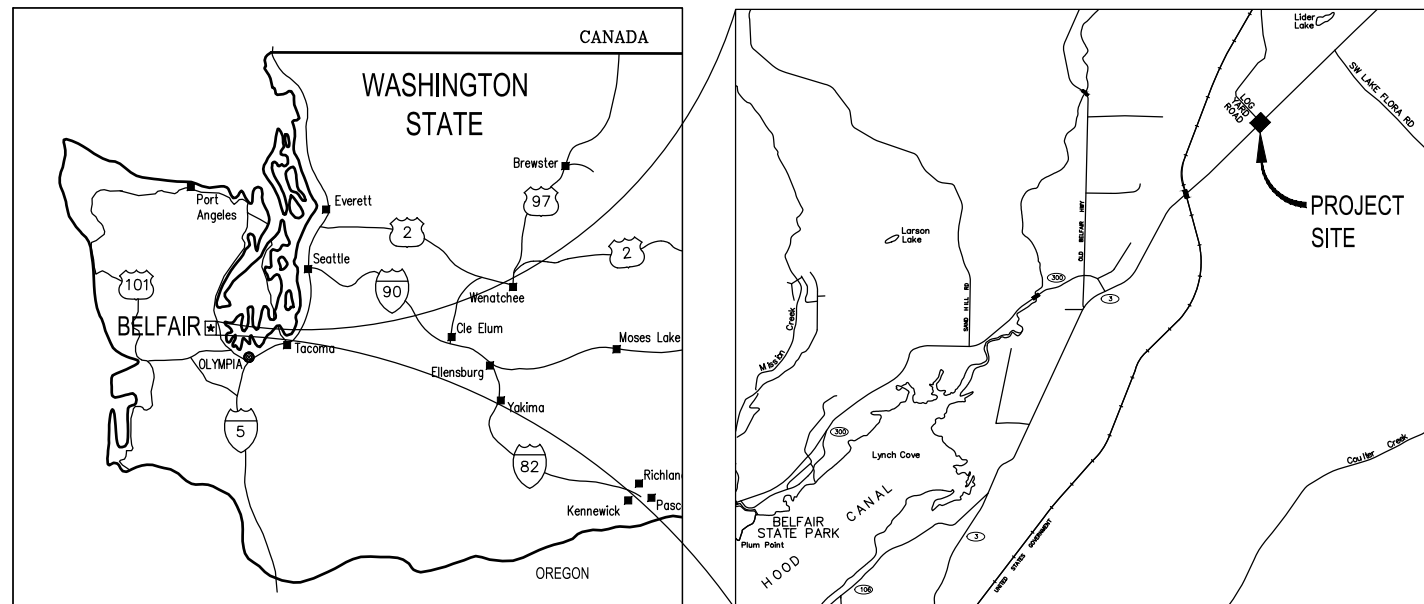 CANADA
WASHINGTON
STATE
Brewster
Port
Angeles
Everett
97
2
2
Seattle
101
90
Wenatchee
BELFAIR
Cle Elum
Moses Lake
Tacoma
OLYMPIA
Ellensburg
Yakima
5
82
Richlan
Kennewick
Pasc
OREGON
Lider
Lake
SW LAKE FLORA RD
LOG
YARD
ROAD
PROJECT
SITE
OLD BELFAIR HWY
Larson
Lake
300
3
SAND HILL RD
Mission
Creek
300
Lynch Cove
Coulter Creek
HOOD CANAL
BELFAIR
STATE PARK
Plum Point
3
UNITED STATES GOVERNMENT
106